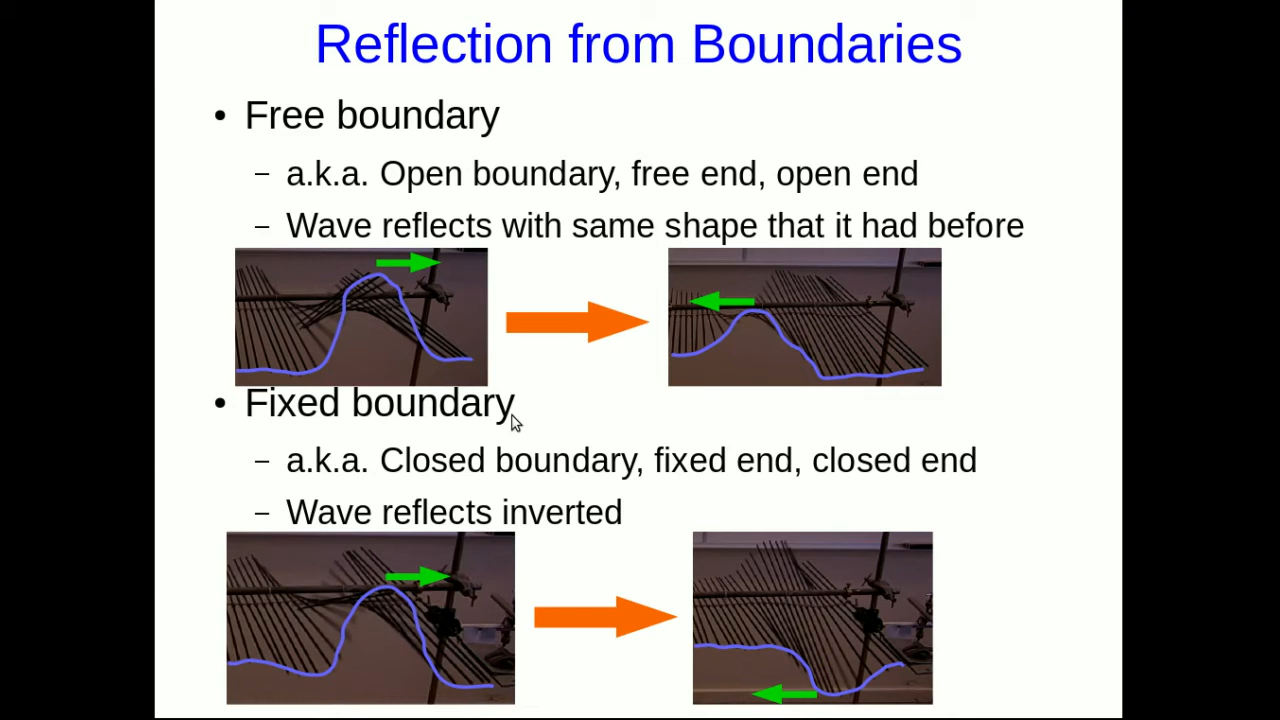 Reflection from Boundaries
• Free boundary
– a.k.a. Open boundary, free end, open end
– Wave reflects with same shape that it had before
• Fixed boundary
– a.k.a. Closed boundary, fixed end, closed end
– Wave reflects inverted